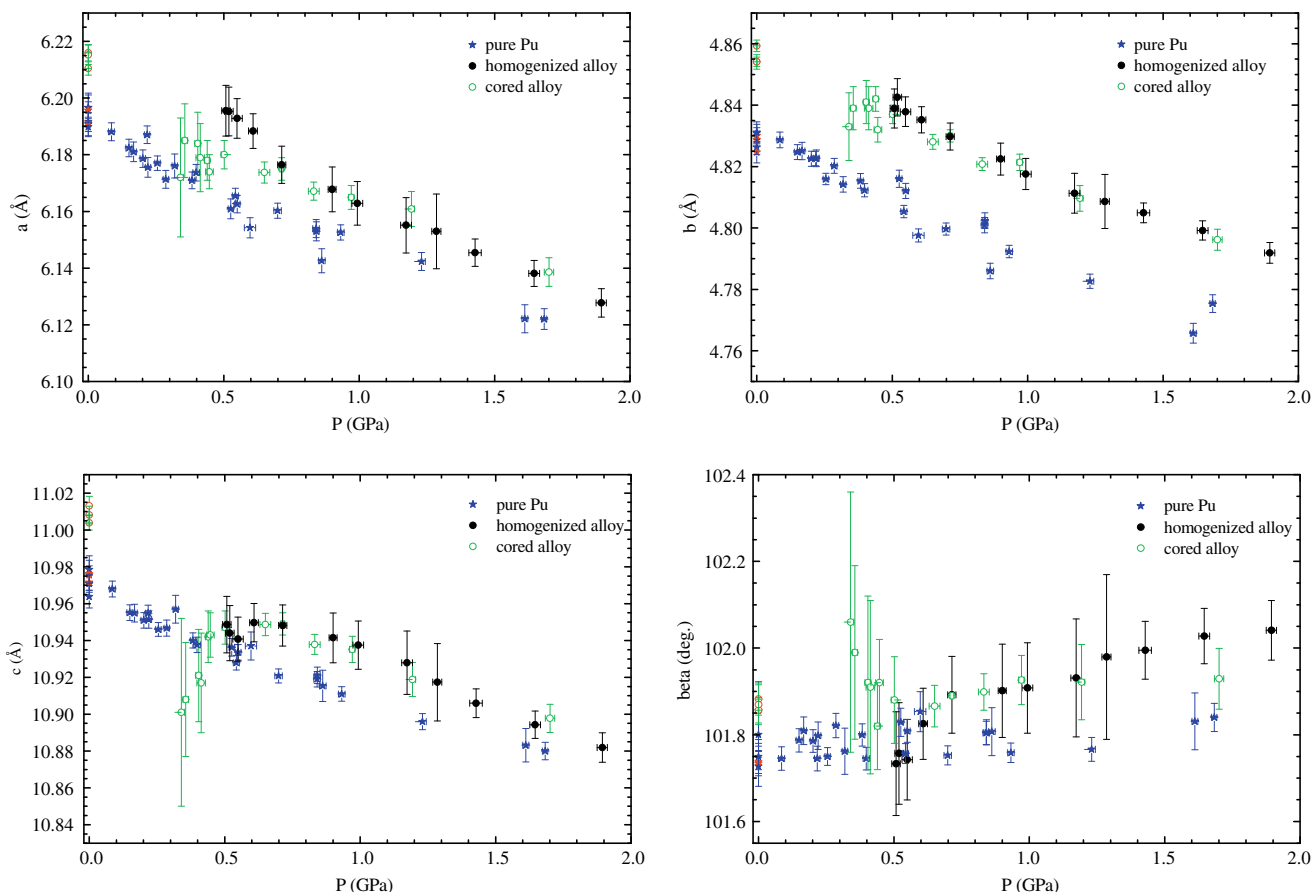 6.22
6.20
6.18
6.16
6.14
6.12
6.10
a (Å)
pure Pu
homogenized alloy
cored alloy
0.0 0.5 1.0 1.5 2.0
P (GPa)
4.86
4.84
4.82
4.80
4.78
4.76
b (Å)
pure Pu
homogenized alloy
cored alloy
0.0 0.5 1.0 1.5 2.0
P (GPa)
11.02
11.00
10.98
10.96
10.94
10.92
10.90
10.88
10.86
10.84
c (Å)
pure Pu
homogenized alloy
cored alloy
0.0 0.5 1.0 1.5 2.0
P (GPa)
102.4
102.2
102.0
101.8
101.6
beta (deg.)
pure Pu
homogenized alloy
cored alloy
0.0 0.5 1.0 1.5 2.0
P (GPa)